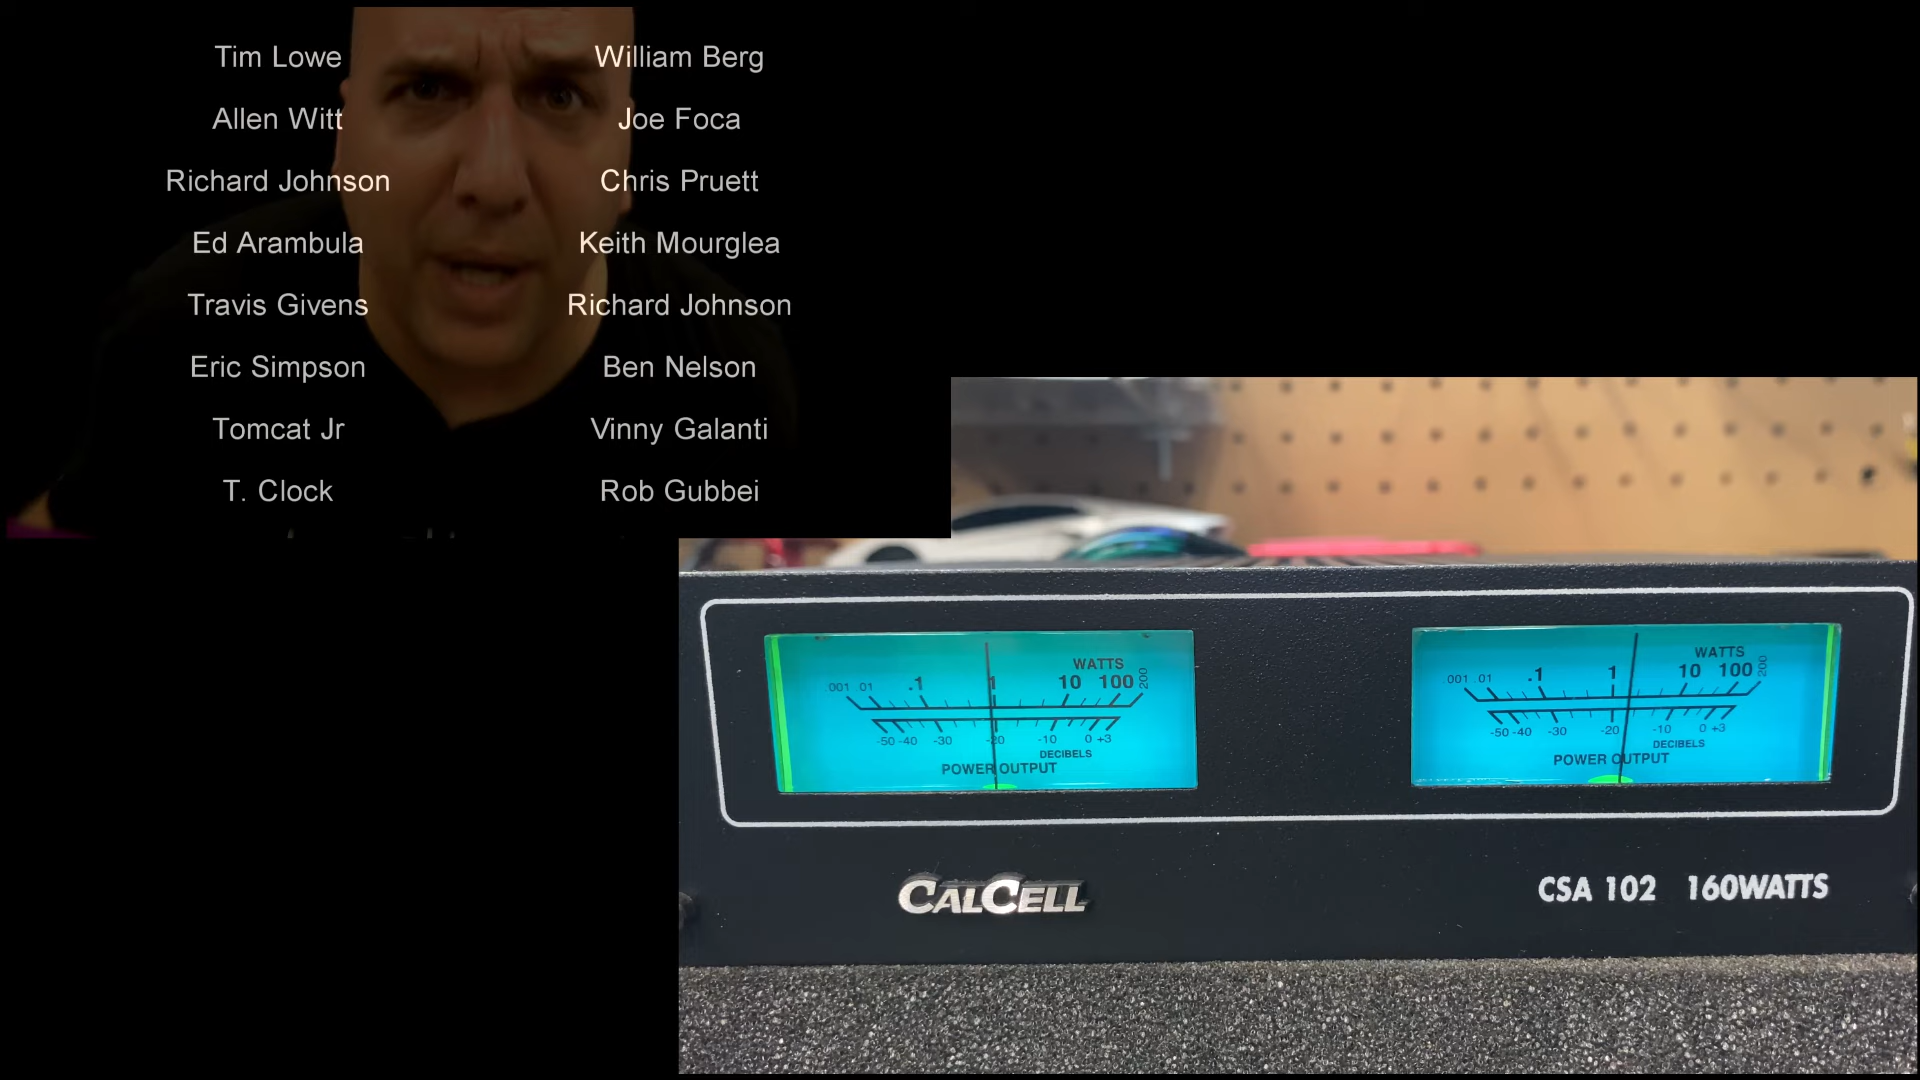 Tim Lowe
William Berg
Allen Witt
Joe Foca
Richard Johnson
Chris Pruett
Ed Arambula
Keith Mourglea
Travis Givens
Richard Johnson
Eric Simpson
Ben Nelson
Tomcat Jr
Vinny Galanti
T. Clock
Rob Gubbei
WATTS
001 .01 .1 1 10 100 200
-50 -40 -30 -20 -10 0 +3
DECIBELS
POWER OUTPUT
WATTS
001 .01 .1 1 10 100 200
-50 -40 -30 -20 -10 0 +3
DECIBELS
POWER OUTPUT
CALCELL
CSA 102 160WATTS